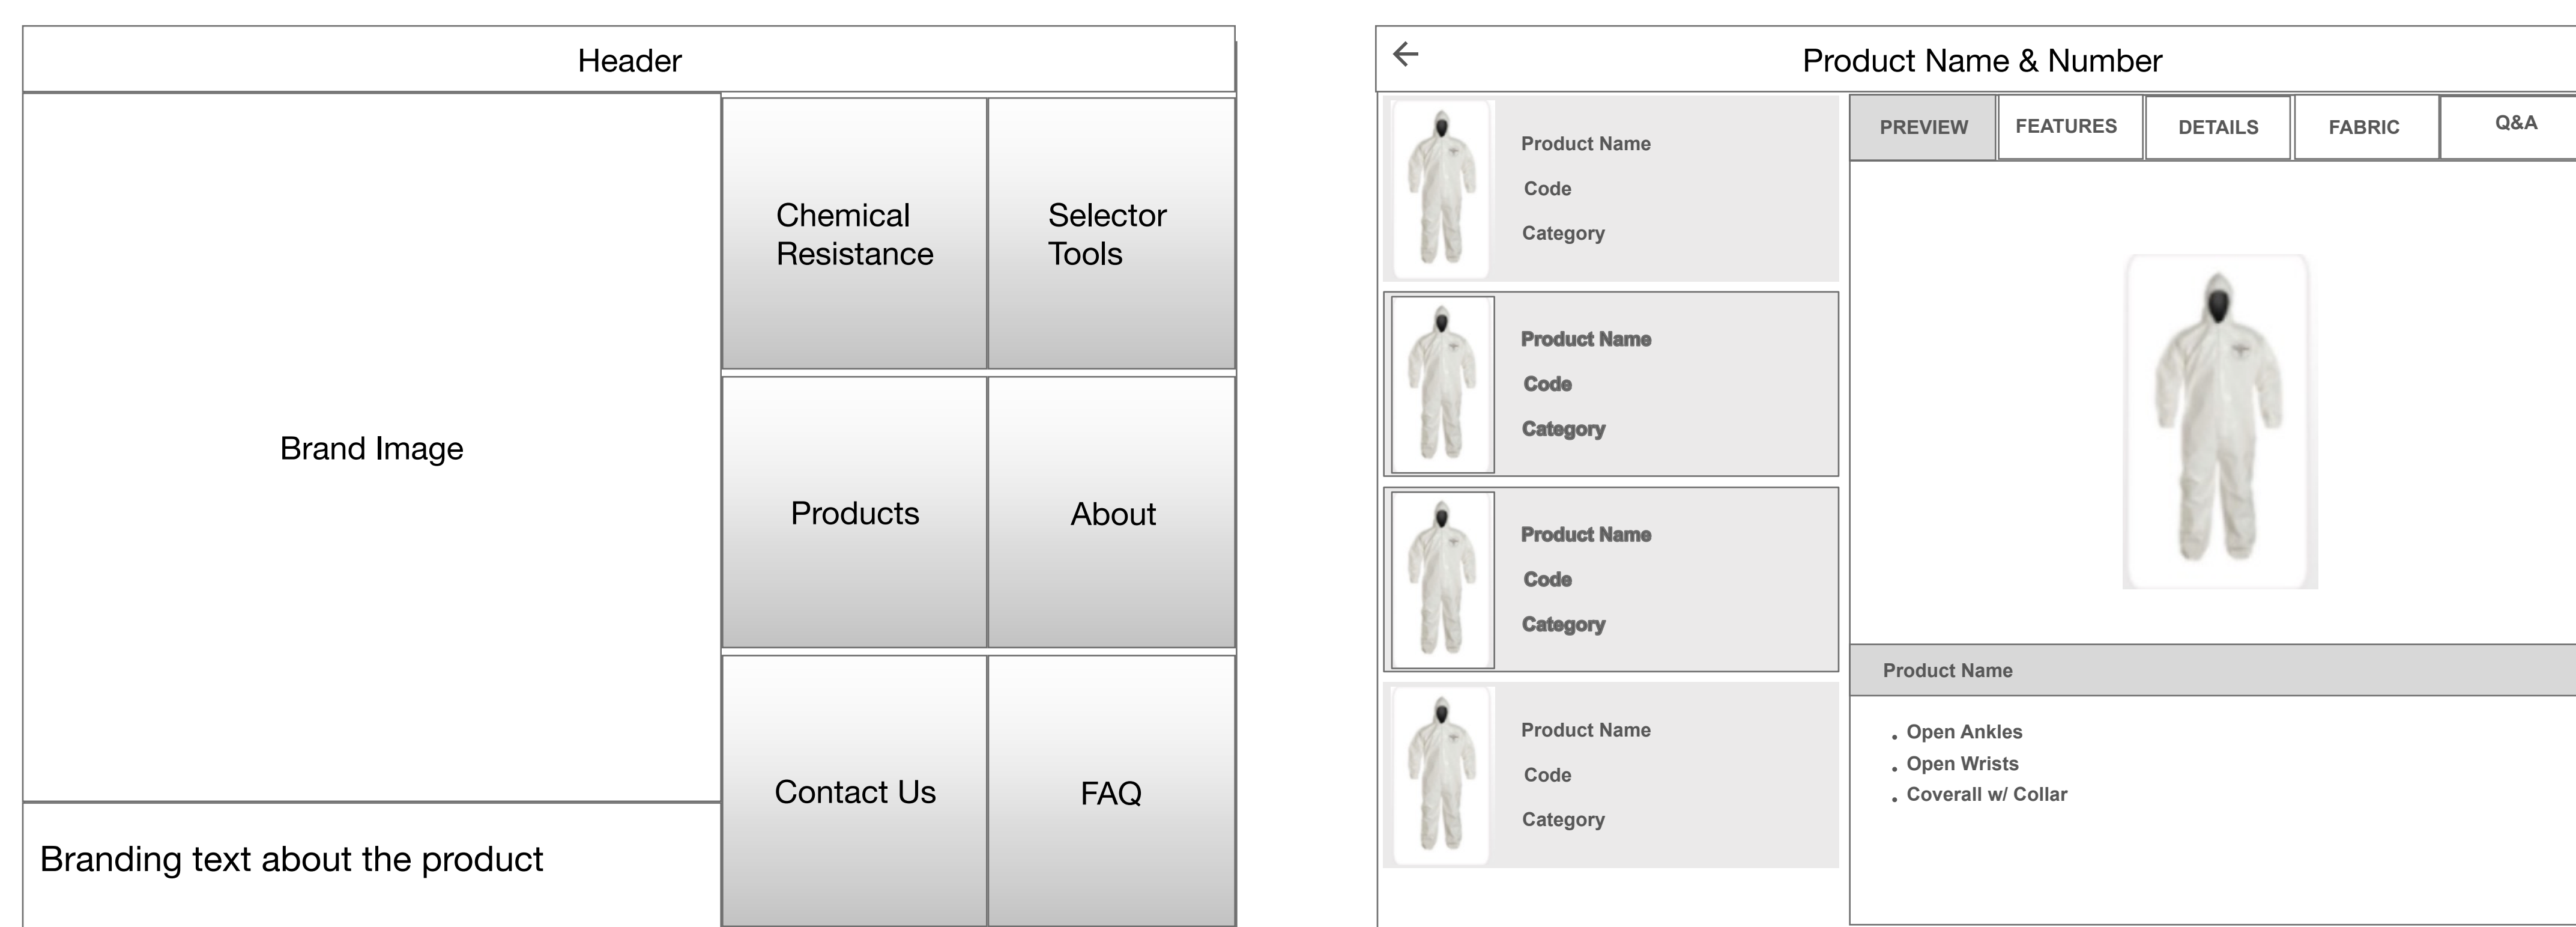 Header
Brand Image
Branding text about the product
Chemical
Resistance
Selector
Tools
Products
About
Contact Us
FAQ
Product Name & Number
Product Name
Code
Category
Product Name
Code
Category
Product Name
Code
Category
Product Name
Code
Category
PREVIEW
FEATURES
DETAILS
FABRIC
Q&A
Product Name
. Open Ankles
. Open Wrists
. Coverall w/ Collar